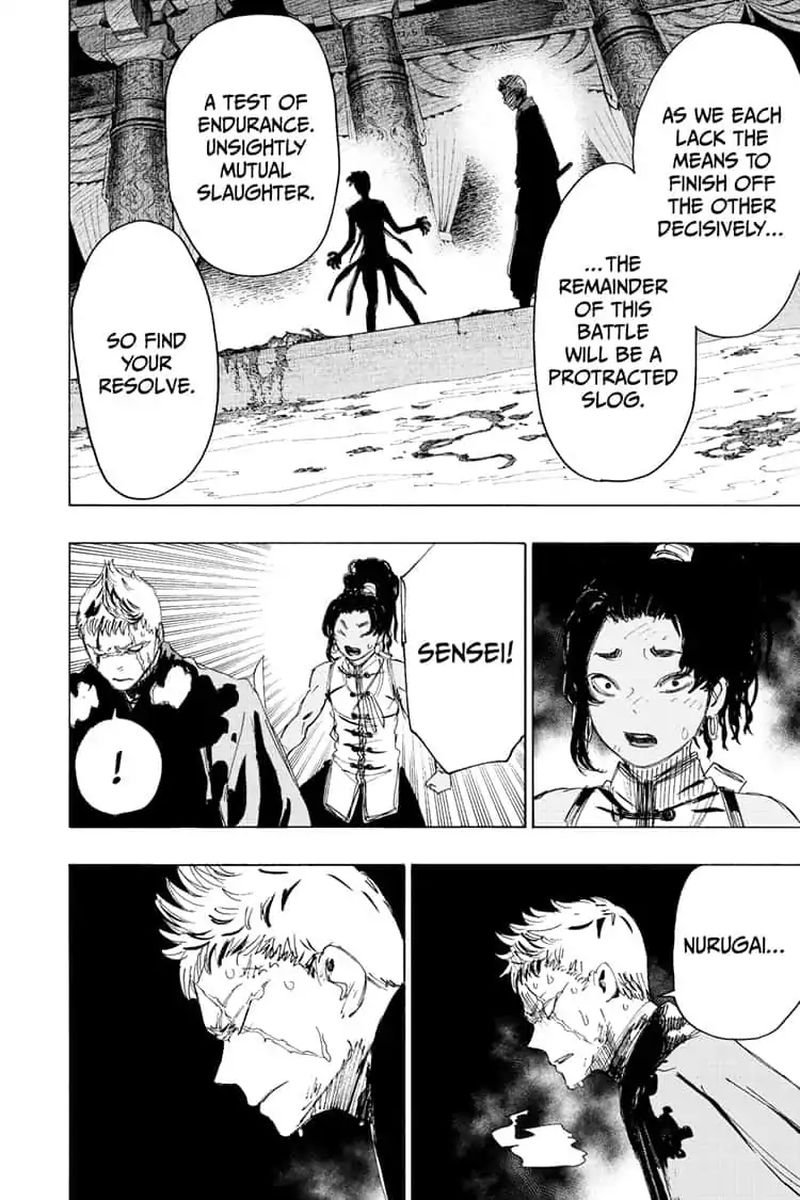 AS WE EACH
LACK THE
MEANS TO
FINISH OFF
THE OTHER
DECISIVELY...
...THE
REMAINDER
OF THIS
BATTLE
WILL BE A
PROTRACTED
SLOG.
A TEST OF
ENDURANCE.
UNSIGHTLY
MUTUAL
SLAUGHTER.
SO FIND
YOUR
RESOLVE.
SENSEI!
!
NURUGAI...